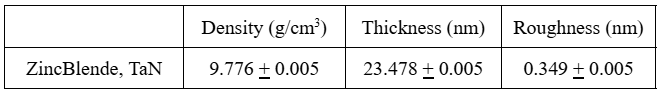 Density (g/cm³) Thickness (nm) Roughness (nm)
ZincBlende, TaN 9.776 ± 0.005 23.478 ± 0.005 0.349 ± 0.005